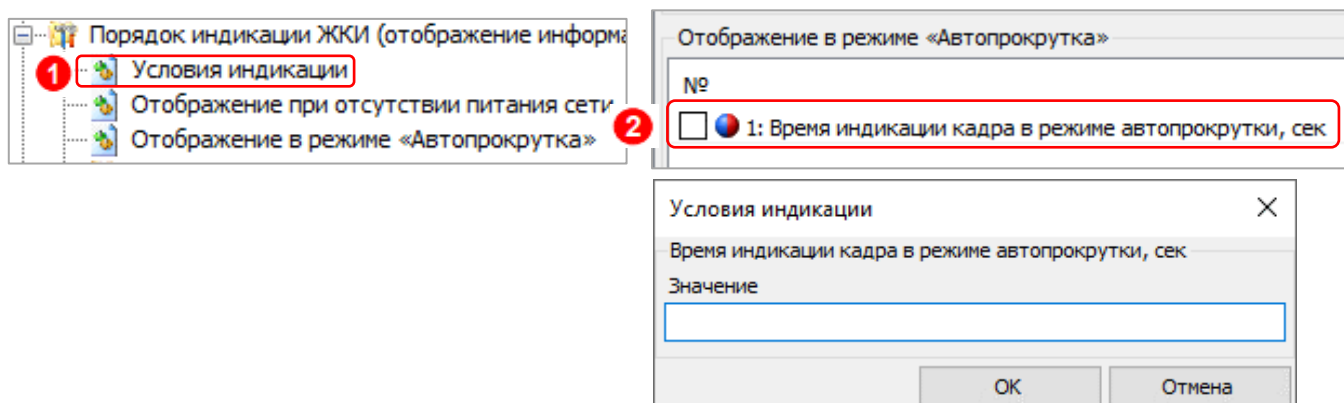 Порядок индикации ЖКИ (отображение информа
1
Условия индикации
Отображение при отсутствии питания сети
Отображение в режиме «Автопрокрутка»
Отображение в режиме «Автопрокрутка»
№
2
1: Время индикации кадра в режиме автопрокрутки, сек
Условия индикации
Время индикации кадра в режиме автопрокрутки, сек
Значение
OK
Отмена